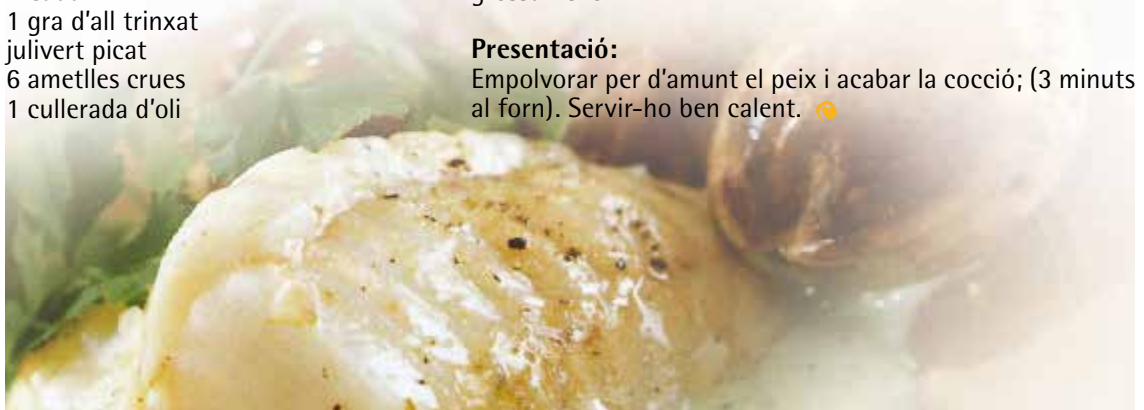 1 gra d'all trinxat
julivert picat
6 ametlles crues
1 cullerada d'oli
Presentació:
Empolvorar per d'amunt el peix i acabar la cocció; (3 minuts
al forn). Servir-ho ben calent.